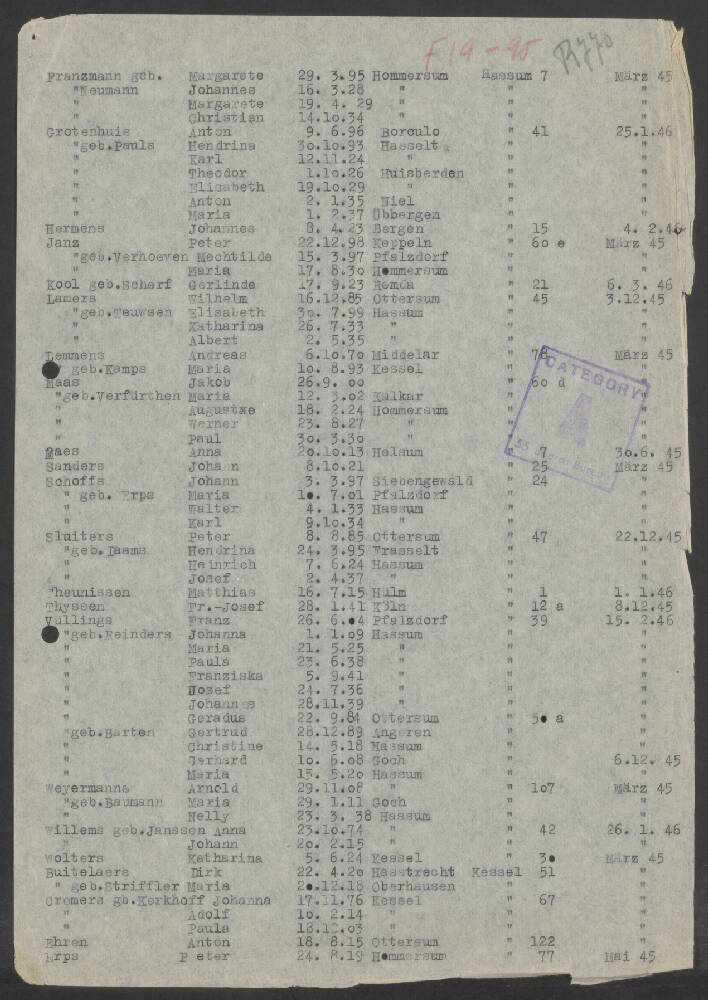 F19-95 R770
Franzmann geb. Margarete 29. 3.95 Hommersum Hassum 7 März 45
"Neumann Johannes 16. 3.28 " " "
" Margarete 19. 4. 29 " " "
" Christian 14.10.34 " " "
Grotenhuis Anton 9. 6.96 Borculo " 41 25.1.46
"geb.Pauls Hendrina 30.10.93 Hasselt " "
" Karl 12.11.24 " " "
" Theodor 1.10.26 Huisberden " "
" Elisabeth 19.10.29 " " "
" Anton 2. 1.35 Niel " "
" Maria 1. 2.37 Übbergen " "
Hermens Johannes 8. 4.23 Bergen " 15 4. 2.46
Janz Peter 22.12.98 Keppeln " 60 e März 45
"geb.Verhoeven Mechtilde 15. 3.97 Pfalzdorf " "
" Maria 17. 8.30 Hommersum " "
Kool geb.Scherf Gerlinde 17. 9.23 Ronda " 21 6. 3. 46
Lamers Wilhelm 16.12.85 Ottersum " 45 3.12.45
"geb.Teuwsen Elisabeth 30. 7.99 Hassum " "
" Katharina 26. 7.33 " " "
" Albert 2. 5.35 " " "
Lemmens Andreas 6.10.70 Middelar " 78 März 45
" geb.Kamps Maria 10. 8.93 Kessel " "
Maas Jakob 26.9. 00 " " 60 d "
"geb.Verfürthen Maria 12. 3.02 Kalkar " "
" Augustxe 18. 2.24 Hommersum " "
" Werner 23. 8.27 " " "
" Paul 30. 3.30 " " "
Maes Anna 20.10.13 Helsum " 7 30.6. 45
Sanders Johann 8.10.21 " 25 März 45
Schoffs Johann 3. 3.97 Siebengewald " 24 "
" geb. Erps Maria 10. 7.01 Pfalzdorf " "
" Walter 4. 1.33 Hassum " "
" Karl 9.10.34 " " "
Sluiters Peter 8. 8.85 Ottersum " 47 22.12.45
"geb.Daams Hendrina 24. 3.95 Frasselt " "
" Heinrich 7. 6.24 Hassum " "
" Josef 2. 4.37 " " "
Theunissen Matthias 16. 7.15 Hülm " 1 1. 1.46
Thyssen Fr.-Josef 28. 1.41 Köln " 12 a 8.12.45
Vüllings Franz 26. 6.04 Pfalzdorf " 39 15. 2.46
"geb.Reinders Johanna 1. 1.09 Hassum " "
" Maria 21. 5.25 " " "
" Paula 23. 6.38 " " "
" Franziska 5. 9.41 " " "
" Josef 24. 7.36 " " "
" Johannes 28.11.39 " " "
" Geradus 22. 9.84 Ottersum " 50 a "
"geb.Barten Gertrud 28.12.89 Angeren " "
" Christine 14. 5.18 Hassum " "
" Gerhard 10. 6.08 Goch " 6.12. 45
" Maria 15. 5.20 Hassum " "
Weyermanns Arnold 29.11.08 " " 107 März 45
"geb.Baumann Maria 29. 1.11 Goch " "
" Nelly 23. 3. 38 Hassum " "
Willems geb.Janssen Anna 23.10.74 " " 42 26. 1. 46
" Johann 20. 2.15 " " "
Wolters Katharina 5. 6.24 Kessel " 30 März 45
Buitelaers Dirk 22. 4.20 Haastrecht Kessel 51 "
" geb.Striffler Maria 20.12.18 Oberhausen " "
Cromers gb.Kerkhoff Johanna 17.11.76 Kessel " 67 "
" Adolf 10. 2.14 " " "
" Paula 18.10.03 " " "
Ehren Anton 18. 8.15 Ottersum " 122 "
Erps Peter 24. 8.19 Hommersum " 77 Mai 45
CATEGORY
A